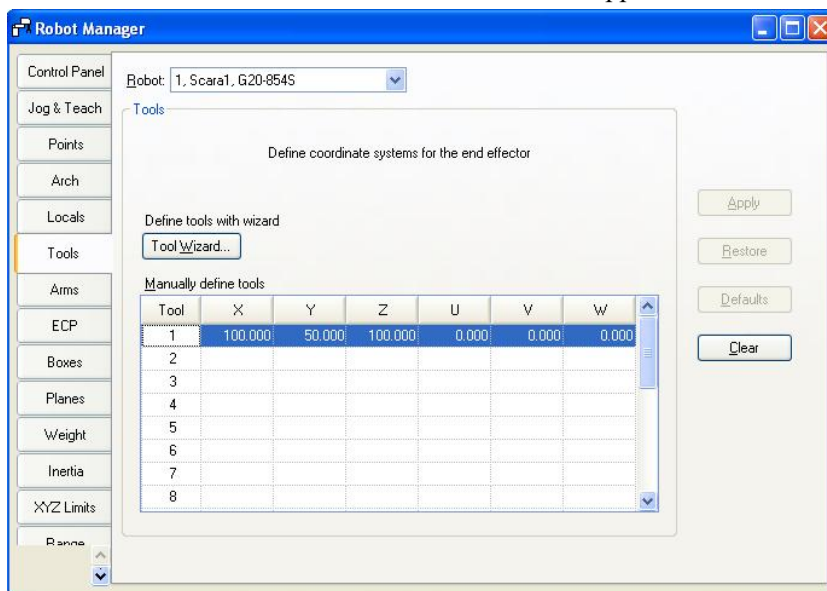 Robot Manager
Control Panel
Jog & Teach
Points
Arch
Locals
Tools
Arms
ECP
Boxes
Planes
Weight
Inertia
XYZ Limits
Range
Robot: 1, Scara1, G20-854S
Tools
Define coordinate systems for the end effector
Define tools with wizard
Tool Wizard...
Manually define tools
Tool X Y Z U V W
1 100.000 50.000 100.000 0.000 0.000 0.000
2
3
4
5
6
7
8
Apply
Restore
Defaults
Clear